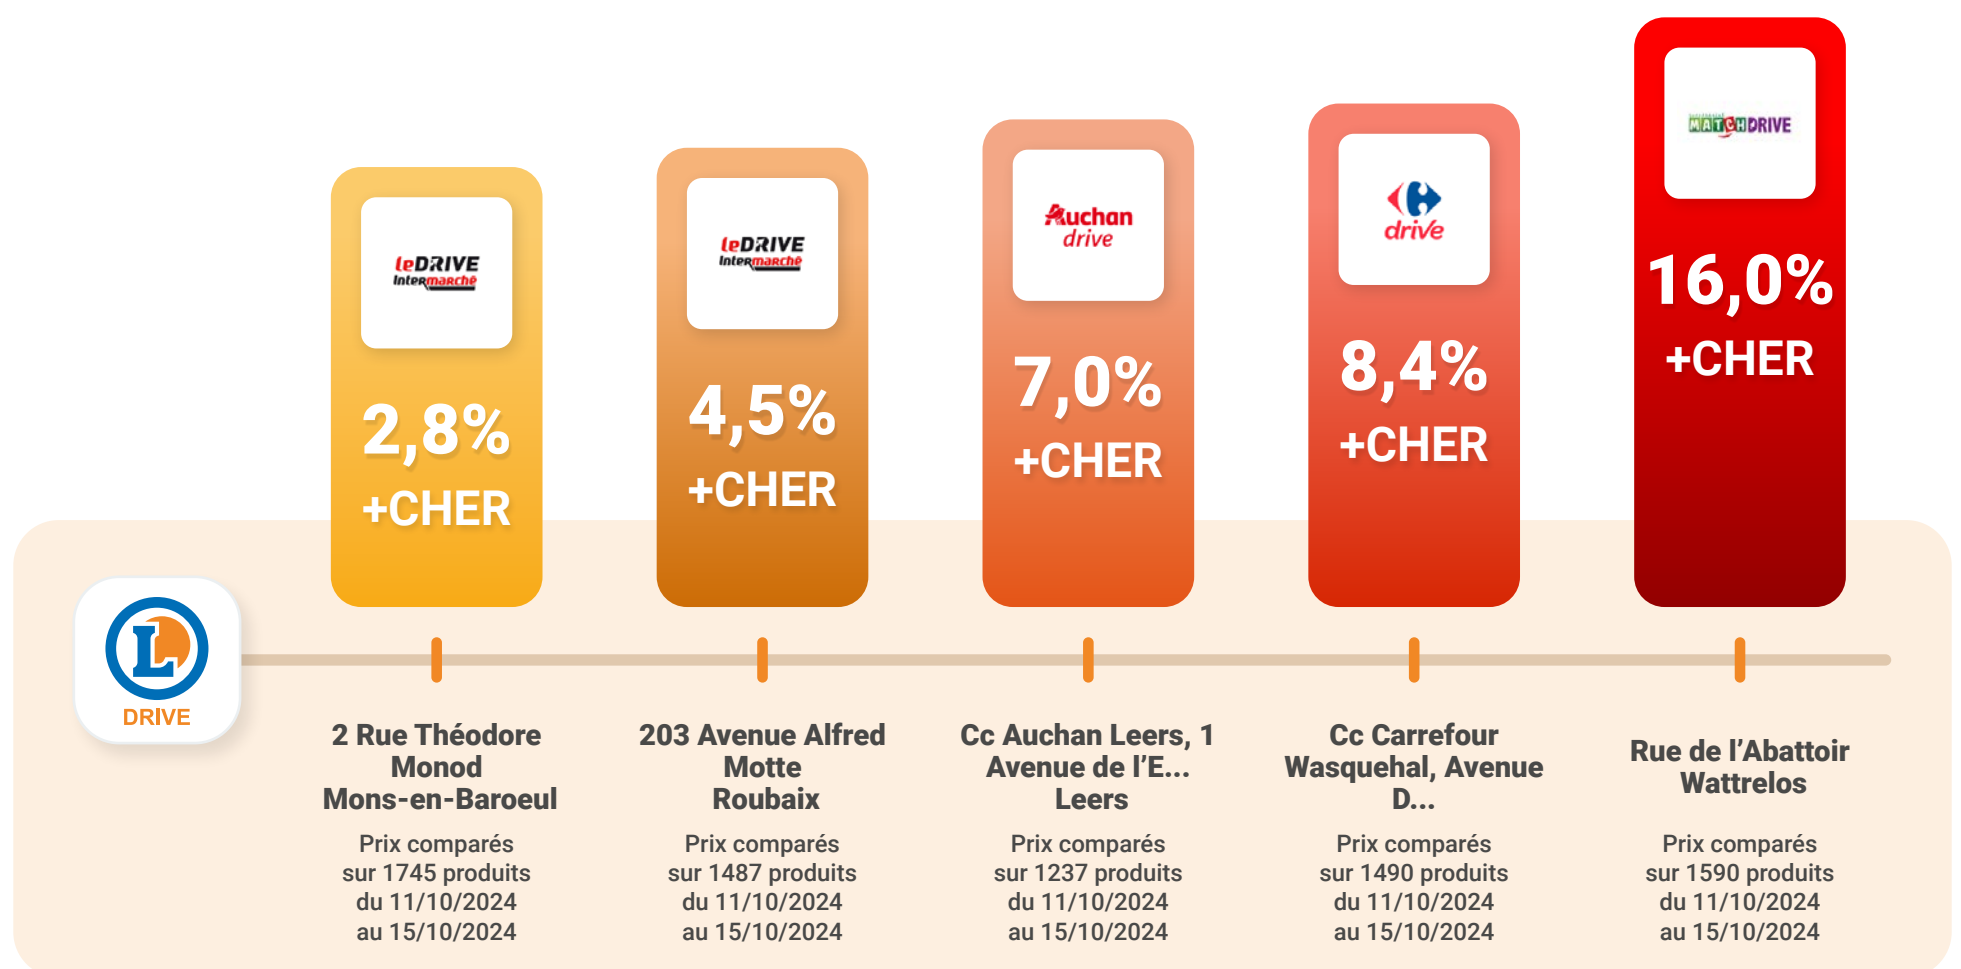 leDRIVE
Intermarché
2,8%
+CHER
leDRIVE
Intermarché
4,5%
+CHER
Auchan
drive
7,0%
+CHER
drive
8,4%
+CHER
MATCH DRIVE
16,0%
+CHER
L
DRIVE
2 Rue Théodore
Monod
Mons-en-Baroeul
Prix comparés
sur 1745 produits
du 11/10/2024
au 15/10/2024
203 Avenue Alfred
Motte
Roubaix
Prix comparés
sur 1487 produits
du 11/10/2024
au 15/10/2024
Cc Auchan Leers, 1
Avenue de l'E...
Leers
Prix comparés
sur 1237 produits
du 11/10/2024
au 15/10/2024
Cc Carrefour
Wasquehal, Avenue
D...
Prix comparés
sur 1490 produits
du 11/10/2024
au 15/10/2024
Rue de l'Abattoir
Wattrelos
Prix comparés
sur 1590 produits
du 11/10/2024
au 15/10/2024